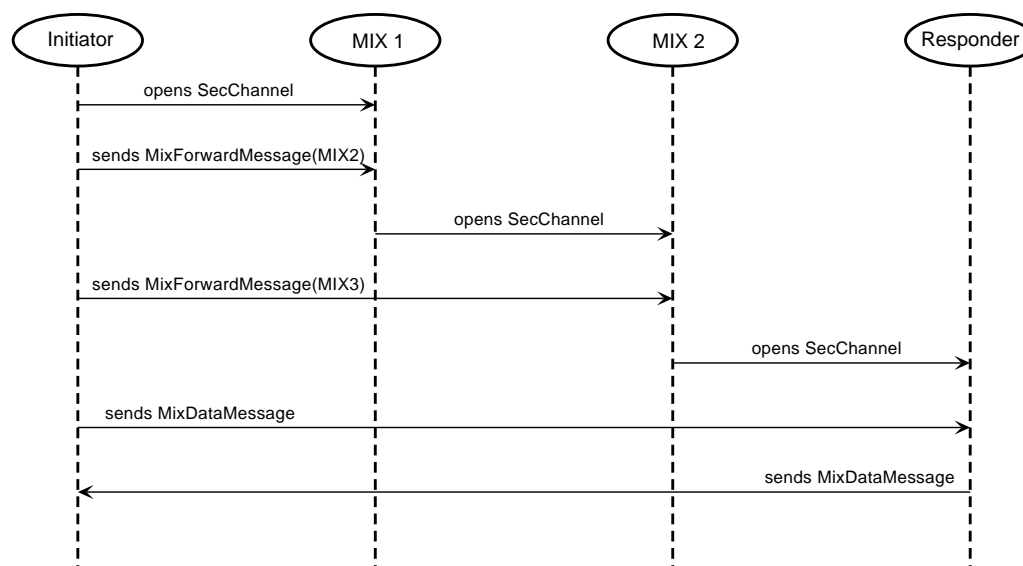 Initiator
MIX 1
MIX 2
Responder
opens SecChannel
sends MixForwardMessage(MIX2)
opens SecChannel
sends MixForwardMessage(MIX3)
opens SecChannel
sends MixDataMessage
sends MixDataMessage